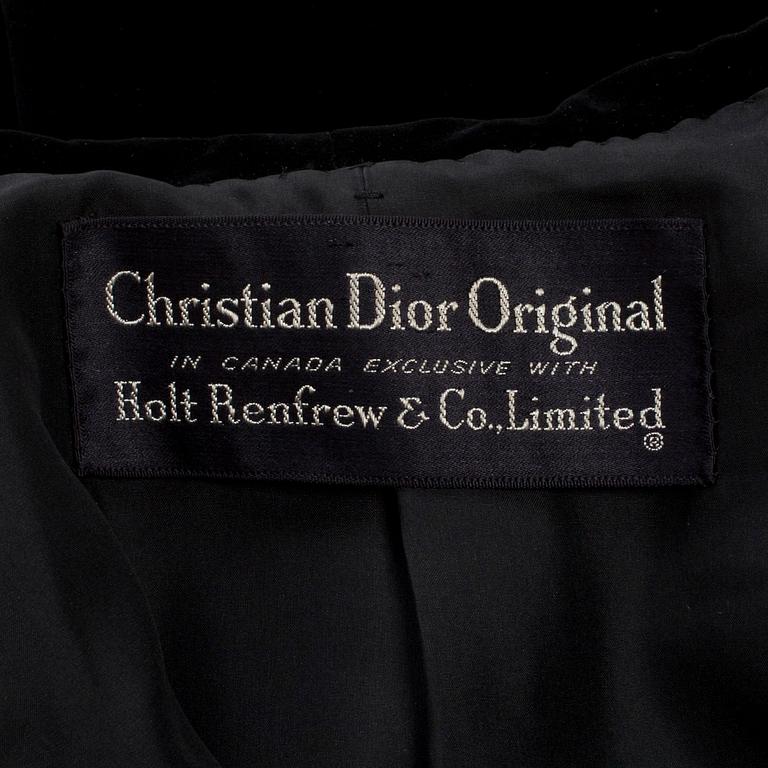 Christian Dior Original
IN CANADA EXCLUSIVE WITH
Holt Renfrew & Co., Limited
®